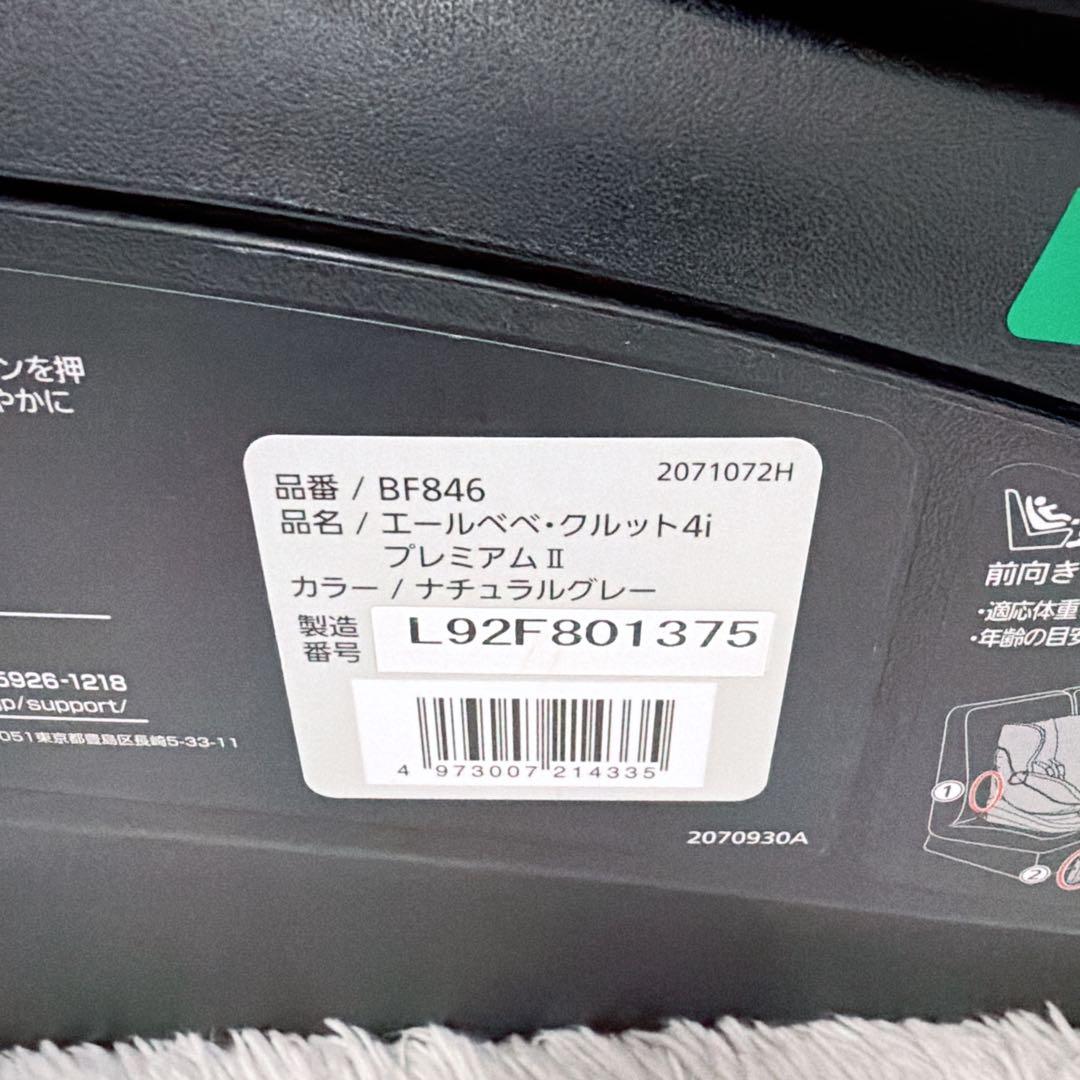 ンを押
やかに
2071072H
品番 / BF846
品名 / エールベベ・クルット4i
プレミアムⅡ
カラー / ナチュラルグレー
製造
番号
L92F801375
4 973007 214335
2070930A
5926-1218
jp/support/
051東京都豊島区長崎5-33-11
前向き
・適応体重
・年齢の目安
1
2